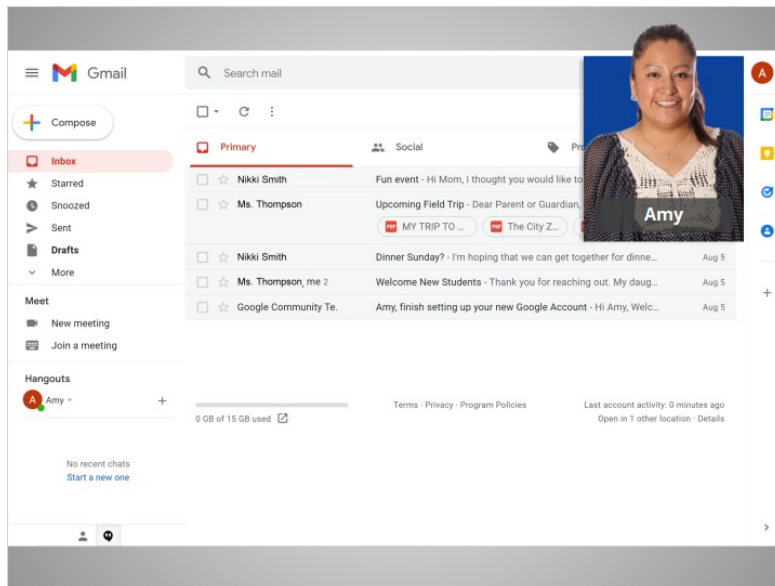 Gmail
Search mail
A
Compose
Primary
Social
Inbox
Starred
Snoozed
Sent
Drafts
More
Nikki Smith Fun event - Hi Mom, I thought you would like to
Ms. Thompson Upcoming Field Trip - Dear Parent or Guardian,
PDF MY TRIP TO ... PDF The City Z...
Amy
Nikki Smith Dinner Sunday? - I'm hoping that we can get together for dinne... Aug 5
Ms. Thompson, me 2 Welcome New Students - Thank you for reaching out. My daug... Aug 5
Google Community Te. Amy, finish setting up your new Google Account - Hi Amy, Welc... Aug 5
Meet
New meeting
Join a meeting
Hangouts
A Amy
No recent chats
Start a new one
0 GB of 15 GB used
Terms · Privacy · Program Policies
Last account activity: 0 minutes ago
Open in 1 other location · Details